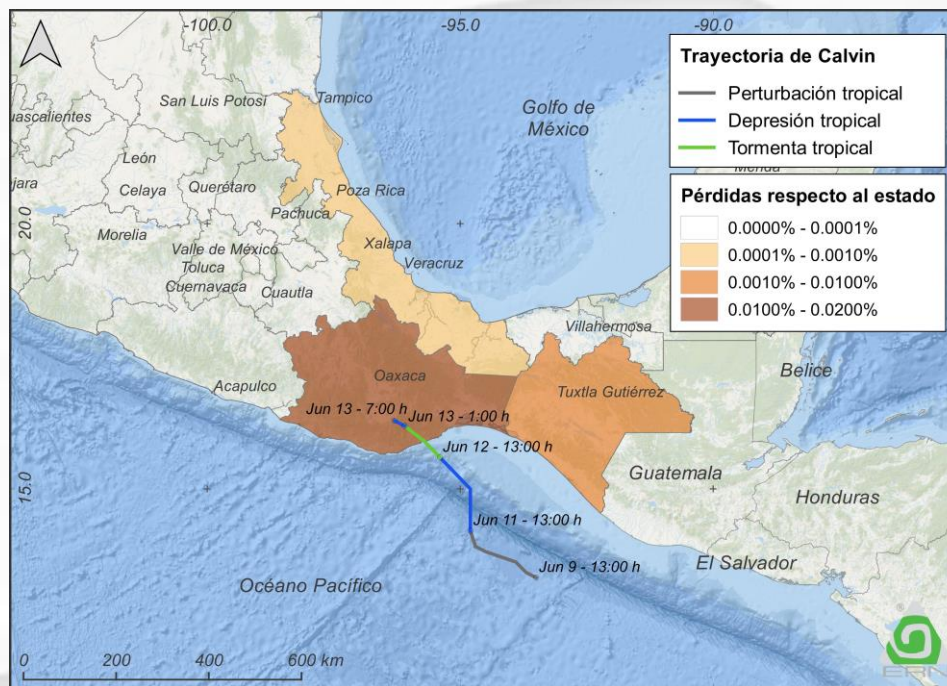 -100.0
-95.0
-90.0
Trayectoria de Calvin
Perturbación tropical
Depresión tropical
Tormenta tropical
Pérdidas respecto al estado
0.0000% - 0.0001%
0.0001% - 0.0010%
0.0010% - 0.0100%
0.0100% - 0.0200%
San Luis Potosí
Tampico
Golfo de
México
León
Celaya
Querétaro
Poza Rica
20.0
Pachuca
Morelia
Valle de México
Xalapa
Toluca
Veracruz
Cuernavaca
Cuautla
Villahermosa
Belice
Acapulco
Oaxaca
Tuxtla Gutiérrez
Jun 13 - 7:00 h
Jun 13 - 1:00 h
Jun 12 - 13:00 h
Guatemala
15.0
Honduras
Jun 11 - 13:00 h
El Salvador
Jun 9 - 13:00 h
Océano Pacífico
0
200
400
600 km
ERN